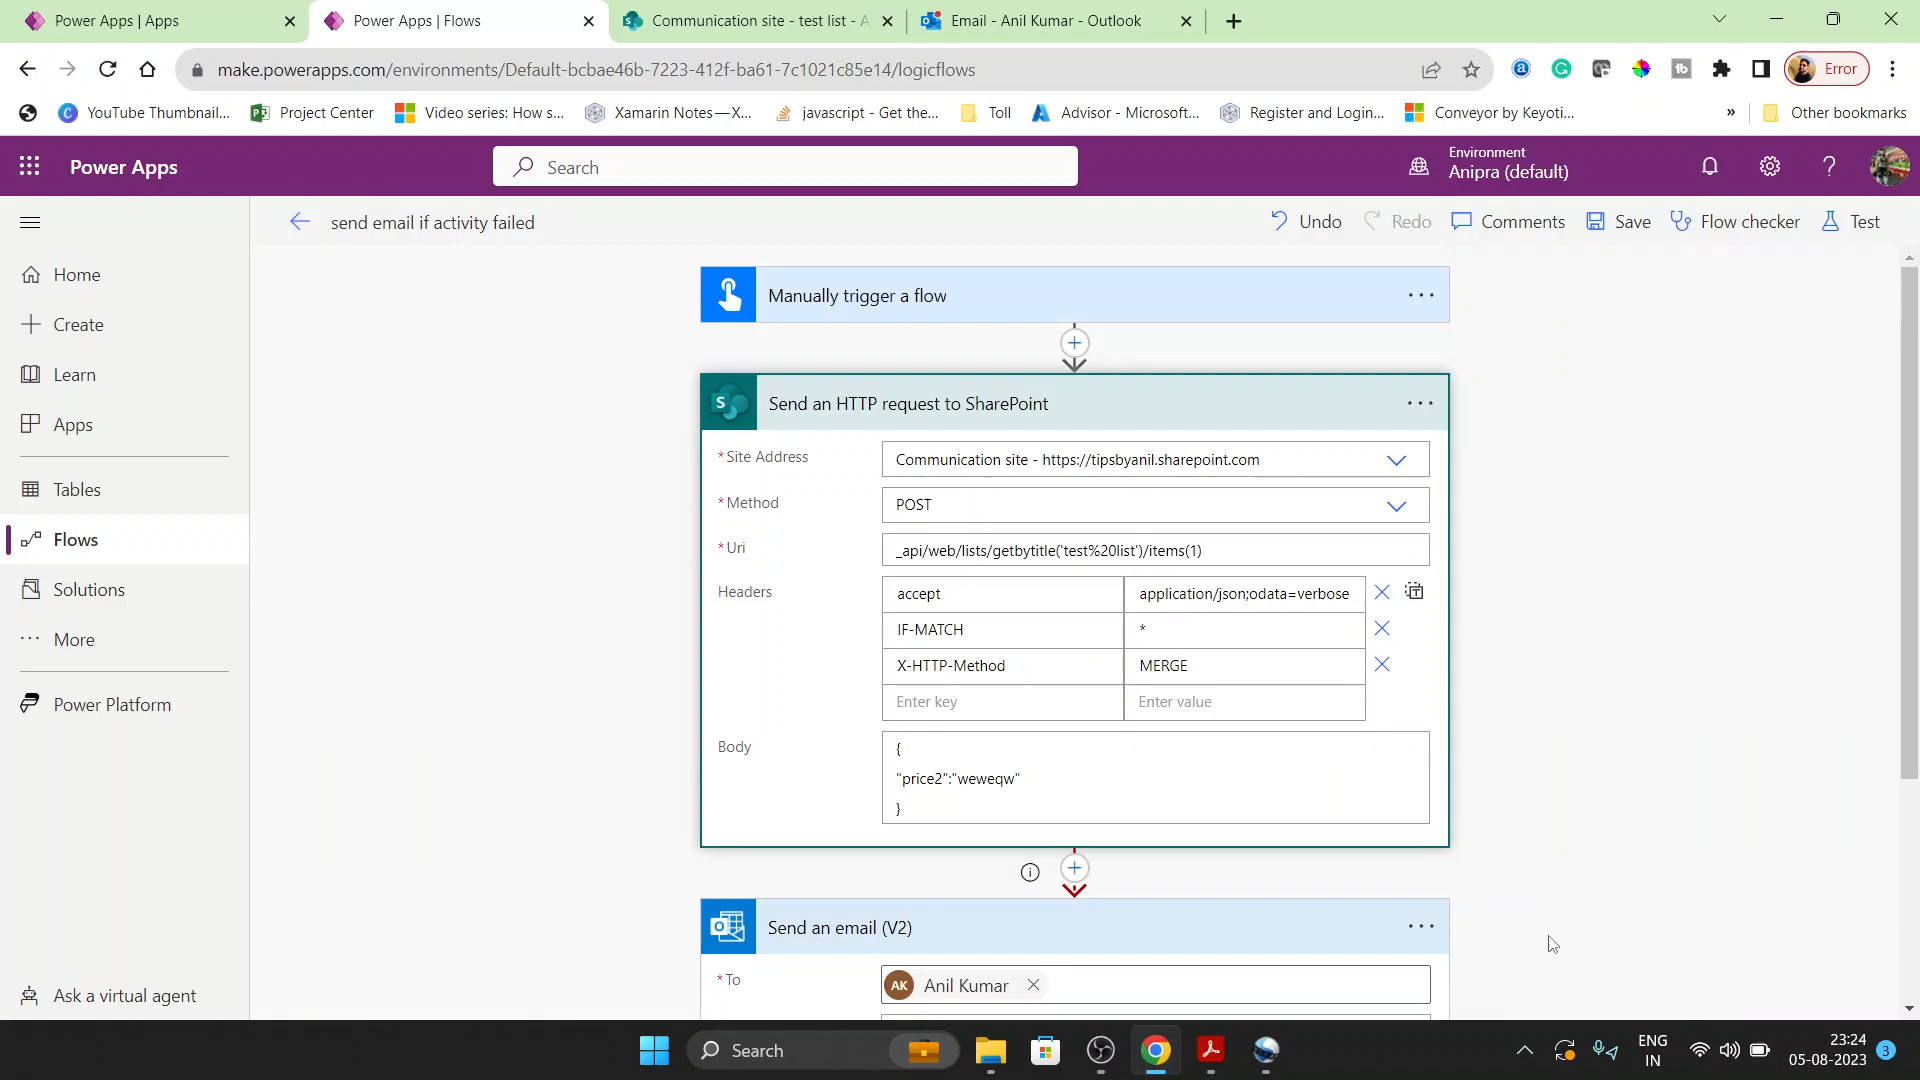 Power Apps | Apps
Power Apps | Flows
Communication site - test list - A
Email - Anil Kumar - Outlook
make.powerapps.com/environments/Default-bcbae46b-7223-412f-ba61-7c1021c85e14/logicflows
Error
YouTube Thumbnail...
Project Center
Video series: How s...
Xamarin Notes—X...
javascript - Get the...
Toll
Advisor - Microsoft...
Register and Login...
Conveyor by Keyoti...
»
Other bookmarks
Power Apps
Search
Environment
Anipra (default)
send email if activity failed
Undo
Redo
Comments
Save
Flow checker
Test
Home
Create
Learn
Apps
Tables
Flows
Solutions
More
Power Platform
Ask a virtual agent
Manually trigger a flow
Send an HTTP request to SharePoint
* Site Address
Communication site - https://tipsbyanil.sharepoint.com
* Method
POST
* Uri
_api/web/lists/getbytitle('test%20list')/items(1)
Headers
accept
application/json;odata=verbose
IF-MATCH
*
X-HTTP-Method
MERGE
Enter key
Enter value
Body
{
"price2":"weweqw"
}
Send an email (V2)
* To
AK
Anil Kumar
Search
ENG
IN
23:24
05-08-2023
3